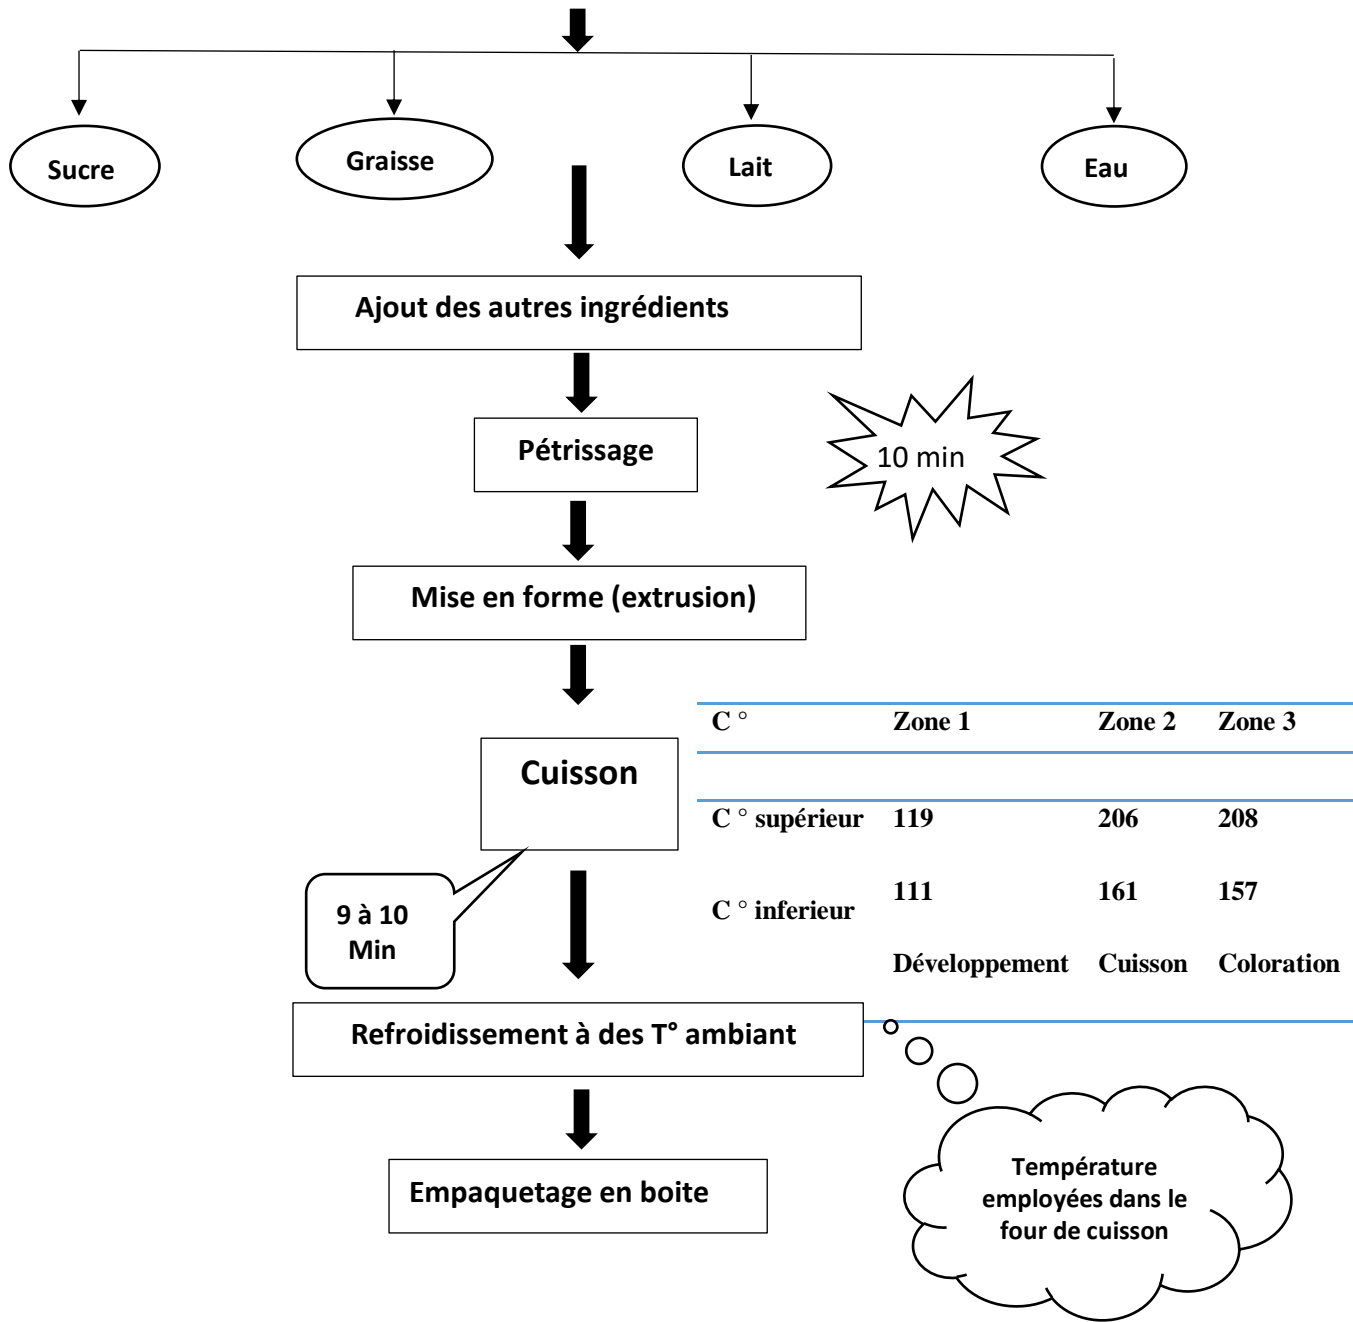 Sucre
Graisse
Lait
Eau
Ajout des autres ingrédients
Pétrissage
10 min
Mise en forme (extrusion)
Cuisson
9 à 10
Min
C ° Zone 1 Zone 2 Zone 3
C ° supérieur 119 206 208
C ° inferieur 111 161 157
Développement Cuisson Coloration
Refroidissement à des T° ambiant
Empaquetage en boite
Température
employées dans le
four de cuisson